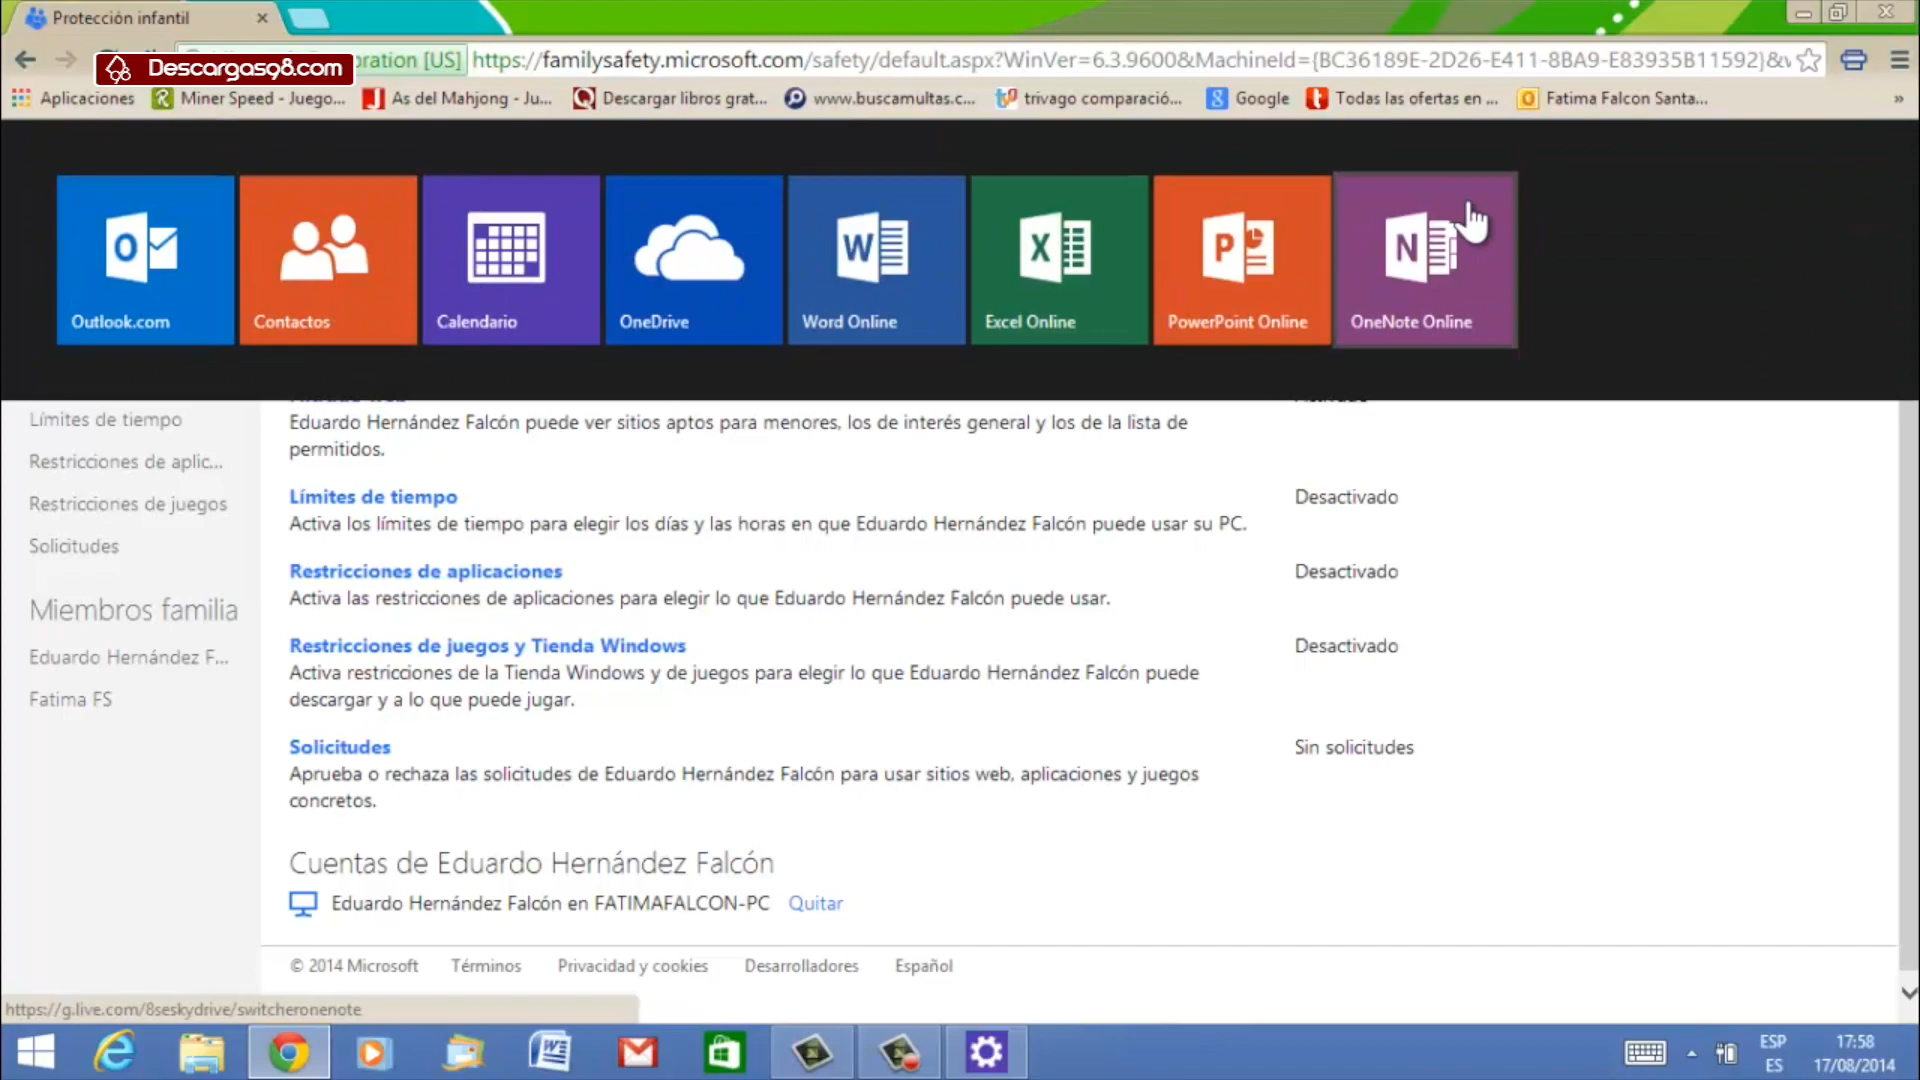 Protección infantil
Descargas98.com
oration [US] https://familysafety.microsoft.com/safety/default.aspx?WinVer=6.3.9600&MachineId={BC36189E-2D26-E411-8BA9-E83935B11592}&v
Aplicaciones Miner Speed - Juego... As del Mahjong - Ju... Descargar libros grat... www.buscamultas.c... trivago comparació... Google Todas las ofertas en ... Fatima Falcon Santa... »
Outlook.com Contactos Calendario OneDrive Word Online Excel Online PowerPoint Online OneNote Online
Límites de tiempo
Restricciones de aplic...
Restricciones de juegos
Solicitudes
Miembros familia
Eduardo Hernández F...
Fatima FS
Eduardo Hernández Falcón puede ver sitios aptos para menores, los de interés general y los de la lista de
permitidos.
Límites de tiempo Desactivado
Activa los límites de tiempo para elegir los días y las horas en que Eduardo Hernández Falcón puede usar su PC.
Restricciones de aplicaciones Desactivado
Activa las restricciones de aplicaciones para elegir lo que Eduardo Hernández Falcón puede usar.
Restricciones de juegos y Tienda Windows Desactivado
Activa restricciones de la Tienda Windows y de juegos para elegir lo que Eduardo Hernández Falcón puede
descargar y a lo que puede jugar.
Solicitudes Sin solicitudes
Aprueba o rechaza las solicitudes de Eduardo Hernández Falcón para usar sitios web, aplicaciones y juegos
concretos.
Cuentas de Eduardo Hernández Falcón
Eduardo Hernández Falcón en FATIMAFALCON-PC Quitar
© 2014 Microsoft Términos Privacidad y cookies Desarrolladores Español
https://g.live.com/8seskydrive/switcheronenote
ESP
ES
17:58
17/08/2014